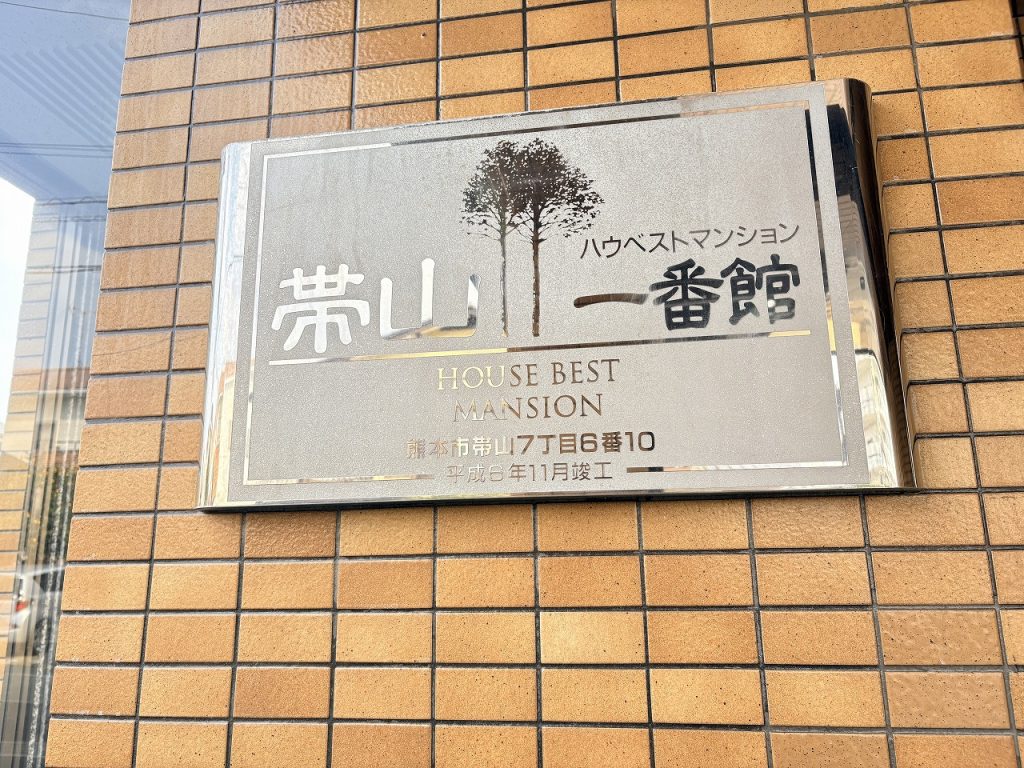 ハウベストマンション
帯山 一番館
HOUSE BEST
MANSION
熊本市帯山7丁目6番10
平成6年11月竣工